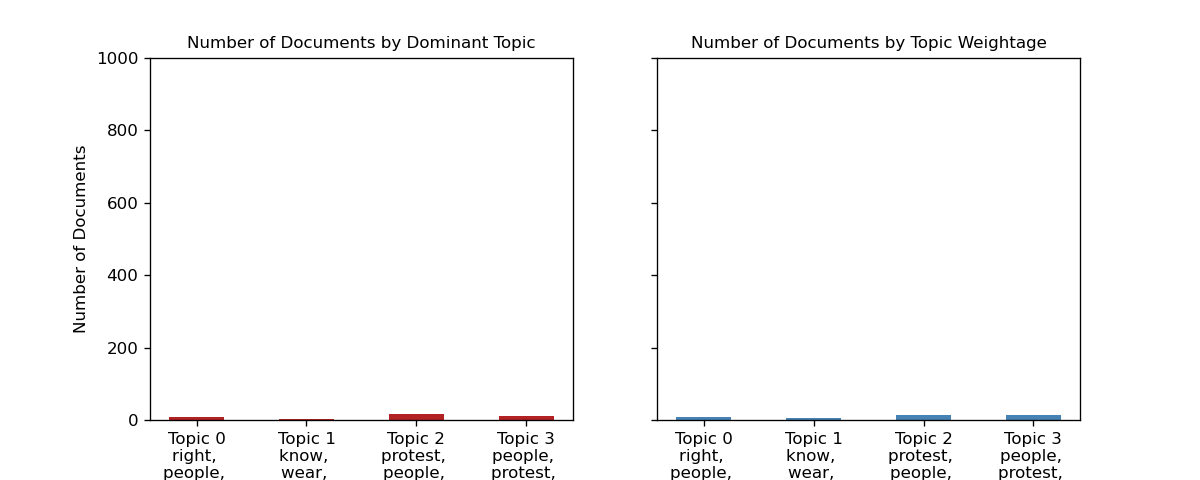 Number of Documents by Dominant Topic
Number of Documents
1000
800
600
400
200
0
Topic 0
right,
people,
Topic 1
know,
wear,
Topic 2
protest,
people,
Topic 3
people,
protest,
Number of Documents by Topic Weightage
Topic 0
right,
people,
Topic 1
know,
wear,
Topic 2
protest,
people,
Topic 3
people,
protest,